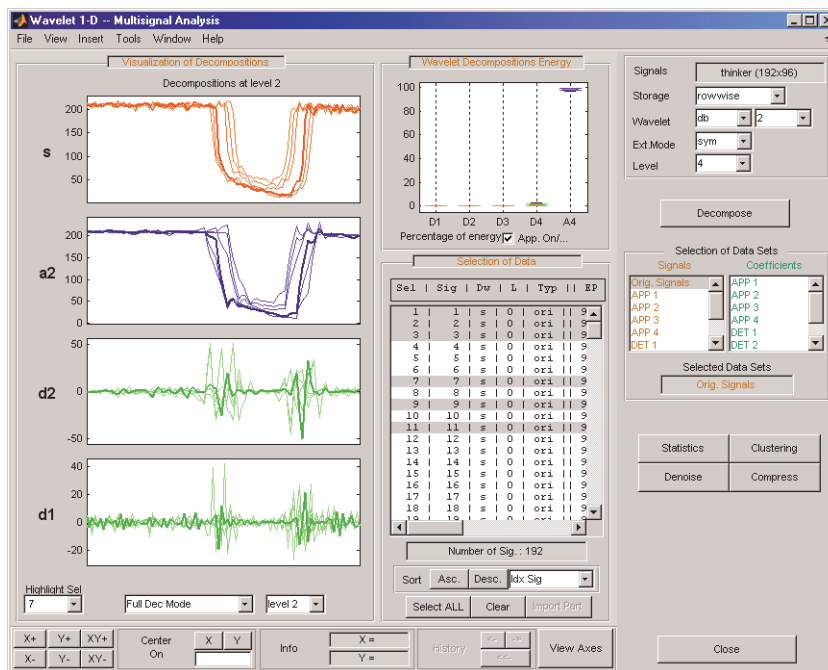 Wavelet 1-D -- Multisignal Analysis
File View Insert Tools Window Help
Visualization of Decompositions
Decompositions at level 2
200
150
100
50
s
200
150
100
50
0
a2
50
0
-50
d2
40
20
0
-20
d1
Highlight Sel
7
Full Dec Mode
level 2
Wavelet Decompositions Energy
100
80
60
40
20
0
D1 D2 D3 D4 A4
Percentage of energy App. On/...
Selection of Data
Sel | Sig | Dw | L | Typ || EP
1 | 1 | s | 0 | ori || 9
2 | 2 | s | 0 | ori || 9
3 | 3 | s | 0 | ori || 9
4 | 4 | s | 0 | ori || 9
5 | 5 | s | 0 | ori || 9
6 | 6 | s | 0 | ori || 9
7 | 7 | s | 0 | ori || 9
8 | 8 | s | 0 | ori || 9
9 | 9 | s | 0 | ori || 9
10 | 10 | s | 0 | ori || 9
11 | 11 | s | 0 | ori || 9
12 | 12 | s | 0 | ori || 9
13 | 13 | s | 0 | ori || 9
14 | 14 | s | 0 | ori || 9
15 | 15 | s | 0 | ori || 9
16 | 16 | s | 0 | ori || 9
17 | 17 | s | 0 | ori || 9
18 | 18 | s | 0 | ori || 9
19 | 19 | s | 0 | ori || 9
Number of Sig. : 192
Sort Asc. Desc. Idx Sig
Select ALL Clear Import Part
Signals thinker (192x96)
Storage rowwise
Wavelet db 2
Ext.Mode sym
Level 4
Decompose
Selection of Data Sets
Signals Coefficients
Orig. Signals APP 1
APP 1 APP 2
APP 2 APP 3
APP 3 APP 4
APP 4 DET 1
DET 1 DET 2
Selected Data Sets
Orig. Signals
Statistics Clustering
Denoise Compress
X+ Y+ XY+
X- Y- XY-
Center
On
X Y
Info
X =
Y =
History
<- ->
<<-
View Axes
Close